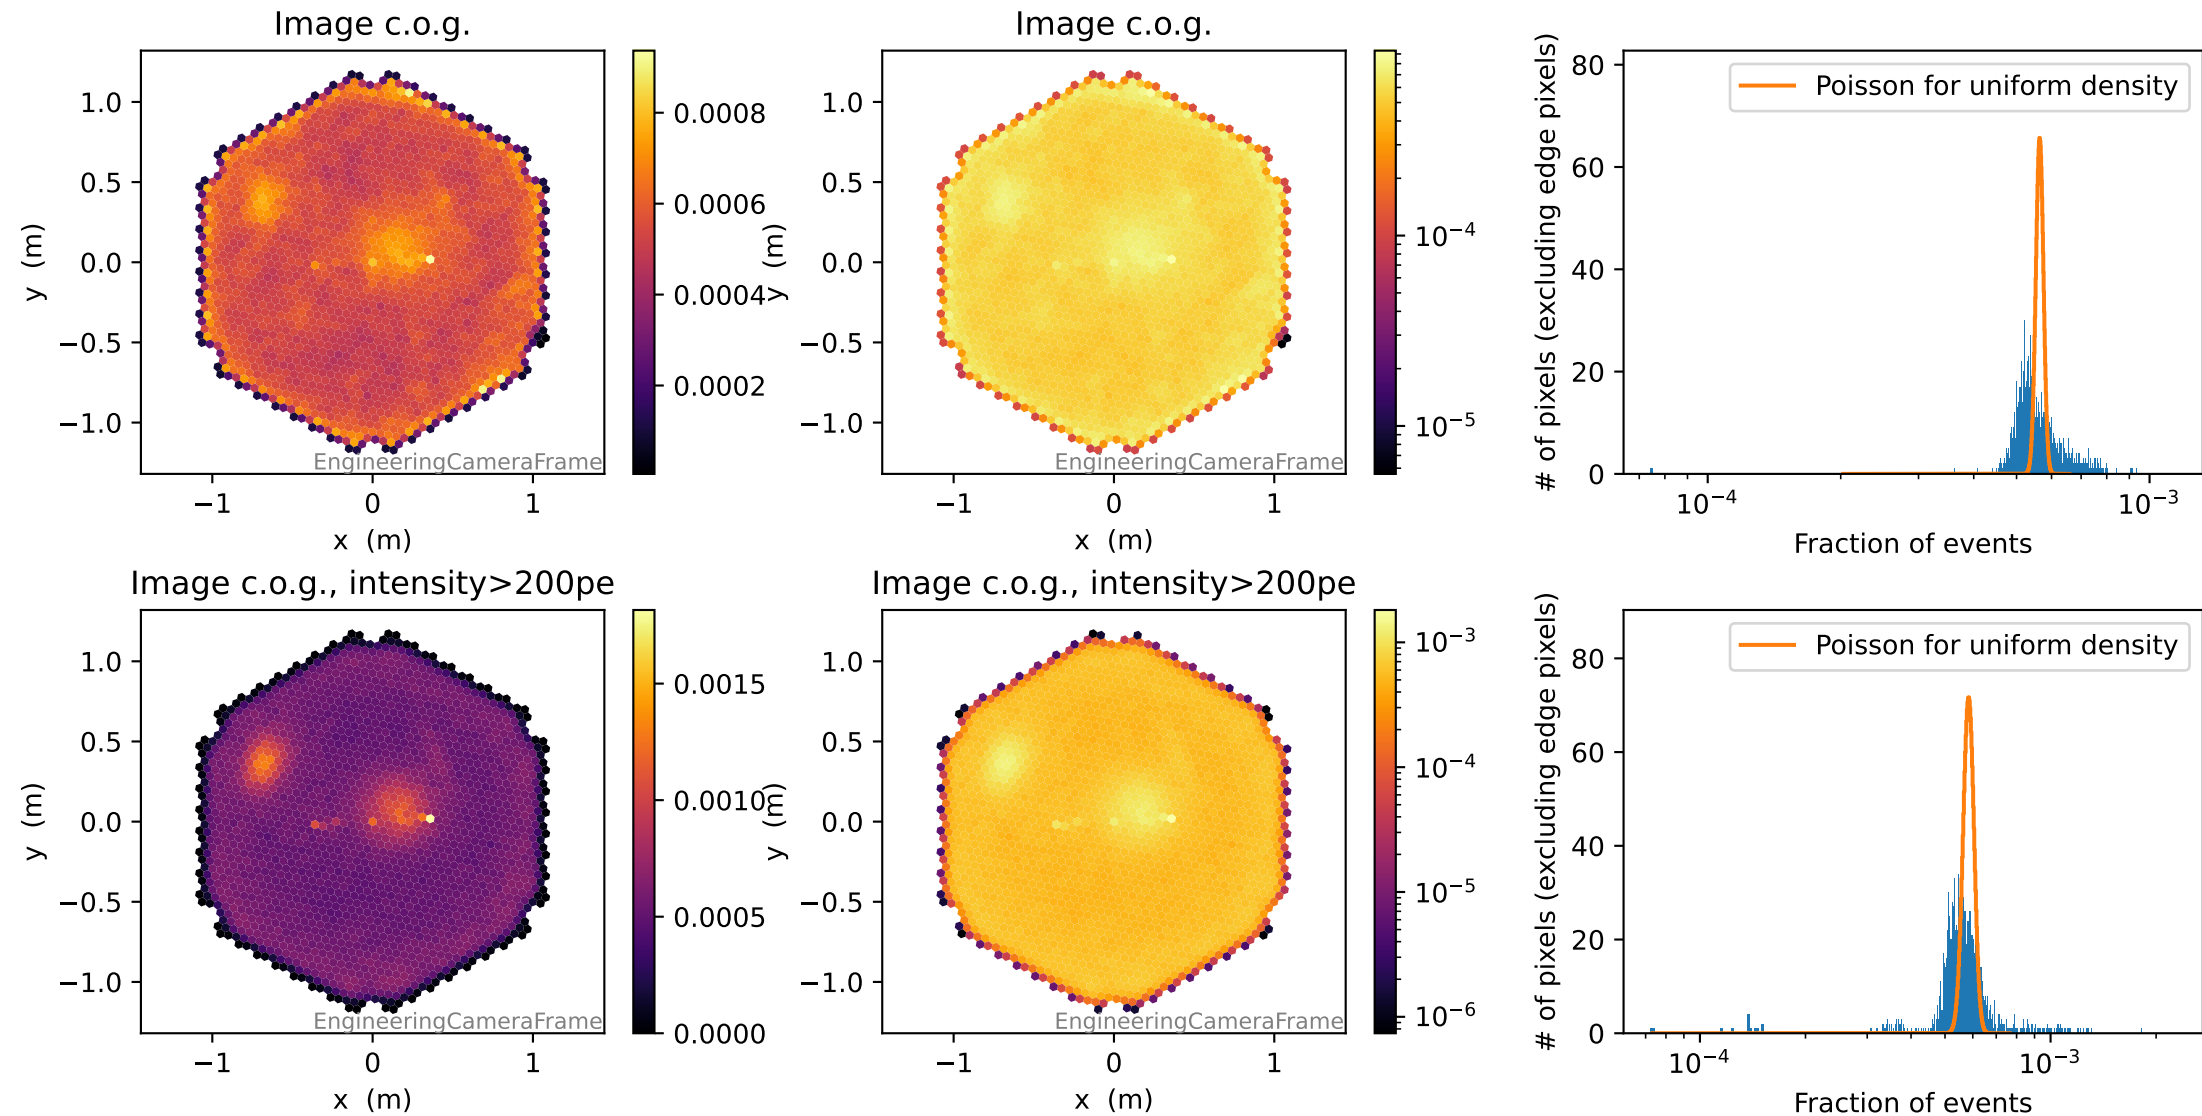 Image c.o.g.
1.0
0.5
0.0
−0.5
−1.0
y (m)
−1
0
1
x (m)
EngineeringCameraFrame
0.0008
0.0006
0.0004
0.0002
Image c.o.g.
1.0
0.5
0.0
−0.5
−1.0
y (m)
−1
0
1
x (m)
EngineeringCameraFrame
10−4
10−5
# of pixels (excluding edge pixels)
80
60
40
20
0
Poisson for uniform density
10−4
10−3
Fraction of events
Image c.o.g., intensity>200pe
1.0
0.5
0.0
−0.5
−1.0
y (m)
−1
0
1
x (m)
EngineeringCameraFrame
0.0015
0.0010
0.0005
0.0000
Image c.o.g., intensity>200pe
1.0
0.5
0.0
−0.5
−1.0
y (m)
−1
0
1
x (m)
EngineeringCameraFrame
10−3
10−4
10−5
10−6
# of pixels (excluding edge pixels)
80
60
40
20
0
Poisson for uniform density
10−4
10−3
Fraction of events